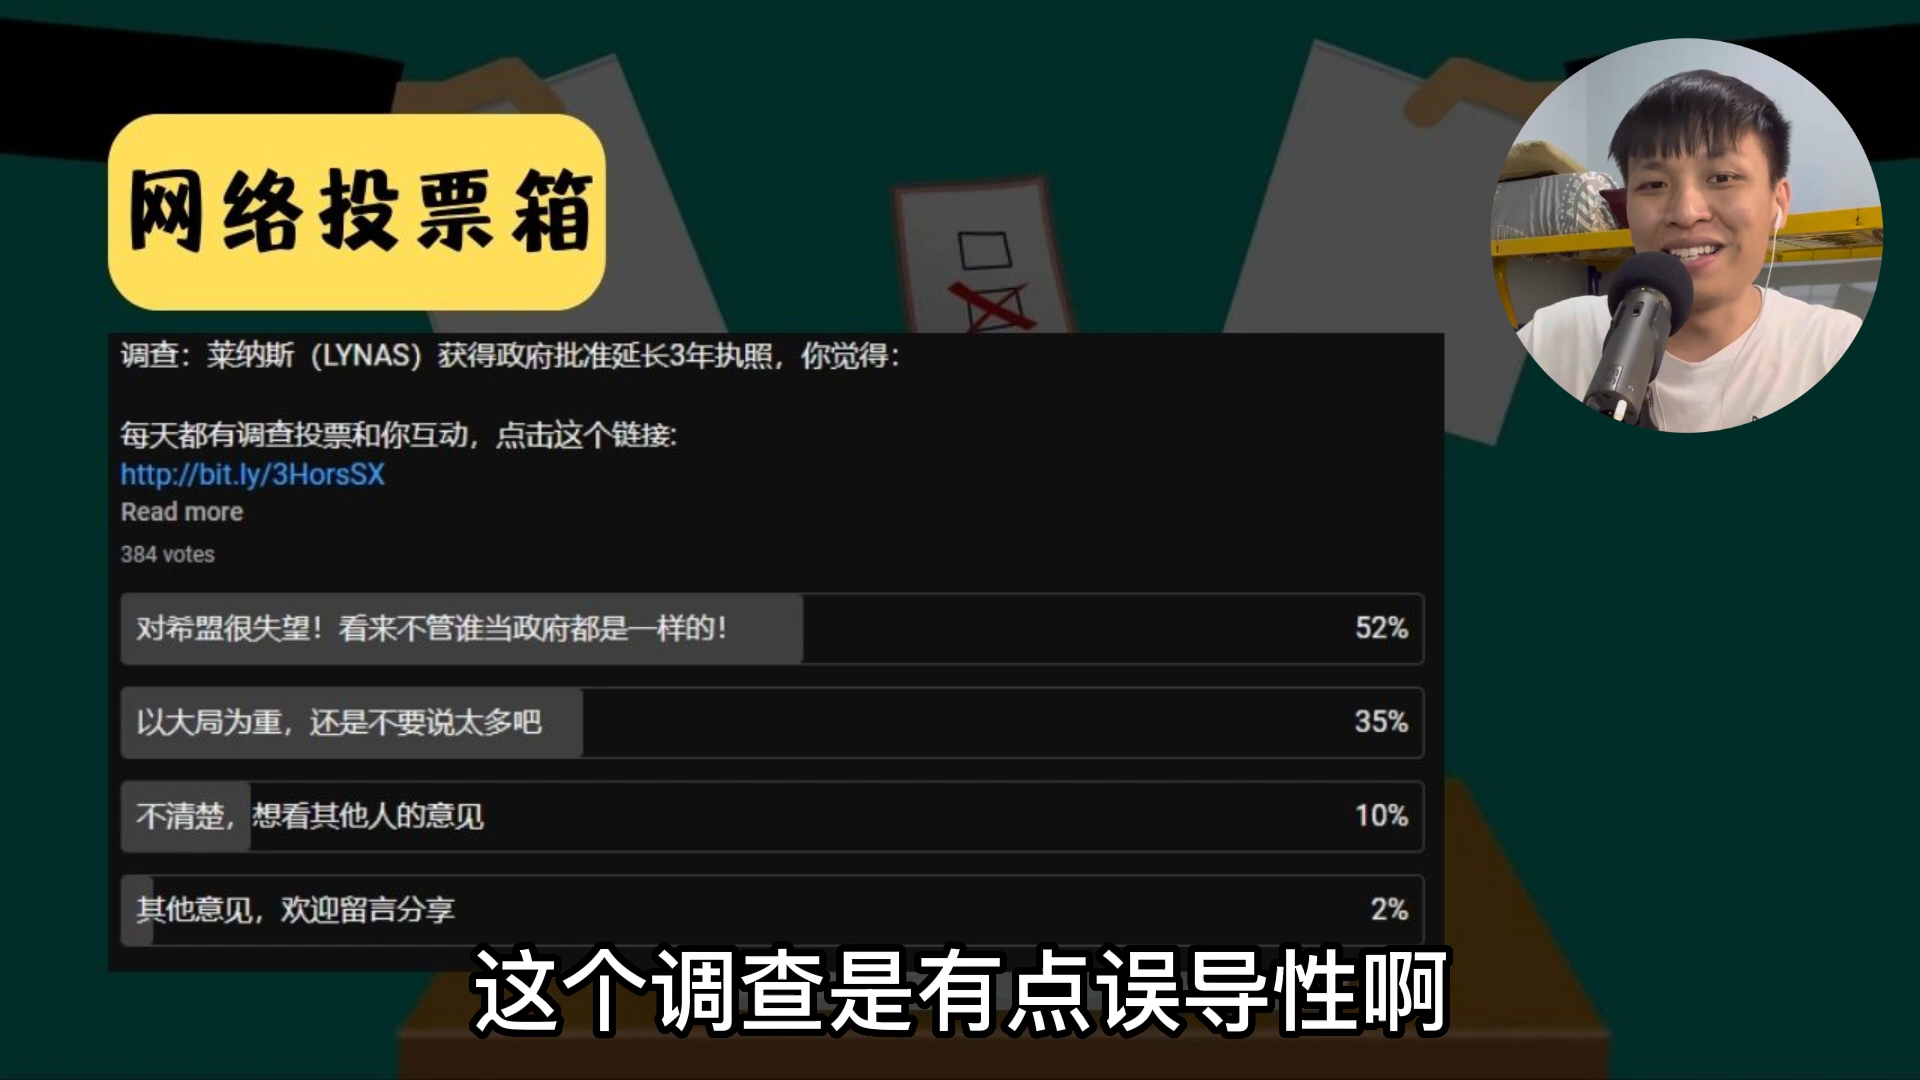 网络投票箱
调查：莱纳斯（LYNAS）获得政府批准延长3年执照，你觉得：
每天都有调查投票和你互动，点击这个链接:
http://bit.ly/3HorsSX
Read more
384 votes
对希盟很失望！看来不管谁当政府都是一样的！ 52%
以大局为重，还是不要说太多吧 35%
不清楚，想看其他人的意见 10%
其他意见，欢迎留言分享 2%
这个调查是有点误导性啊